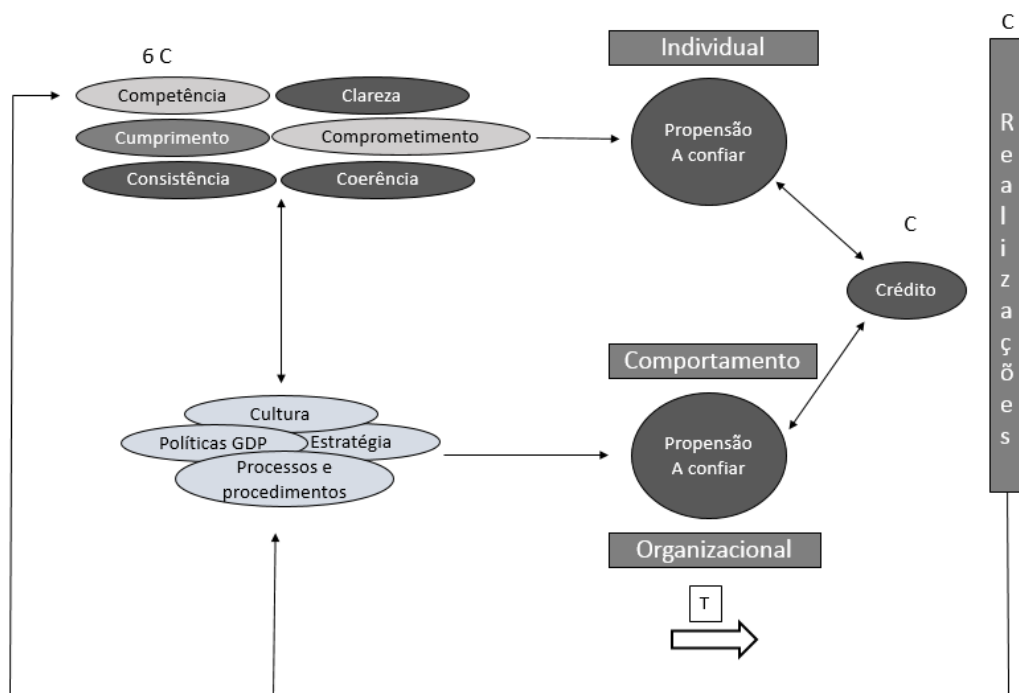 6 C
Competência
Clareza
Cumprimento
Comprometimento
Consistência
Coerência
Individual
Propensão
A confiar
C
Crédito
C
Realizações
Cultura
Políticas GDP
Estratégia
Processos e
procedimentos
Comportamento
Propensão
A confiar
Organizacional
T